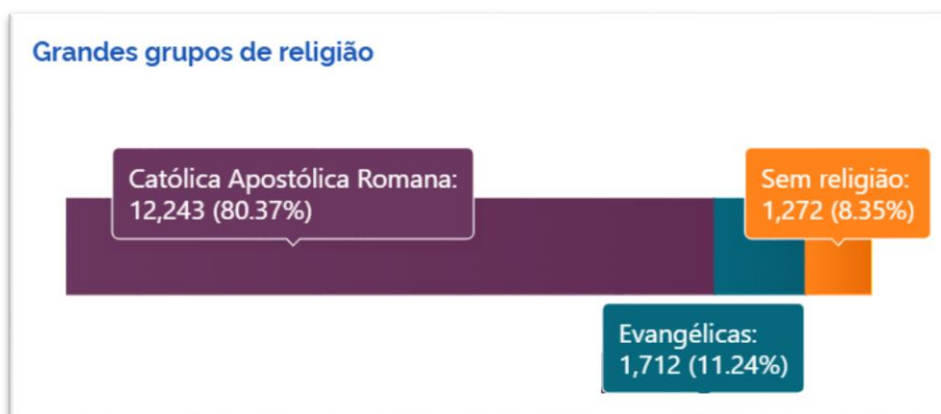 Grandes grupos de religião
Católica Apostólica Romana:
12,243 (80.37%)
Sem religião:
1,272 (8.35%)
Evangélicas:
1,712 (11.24%)